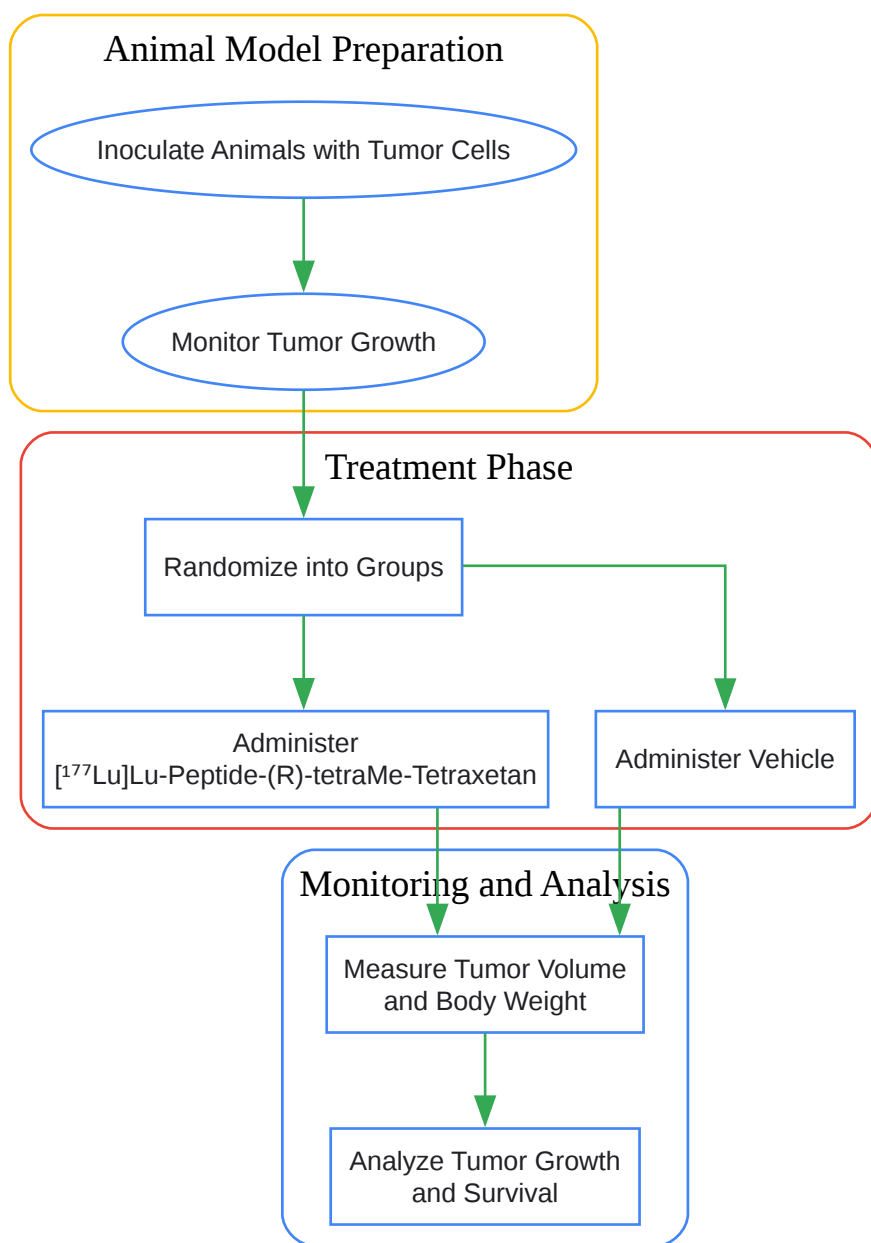 Animal Model Preparation
Inoculate Animals with Tumor Cells
Monitor Tumor Growth
Treatment Phase
Randomize into Groups
Administer
[¹⁷⁷Lu]Lu-Peptide-(R)-tetraMe-Tetraxetan
Administer Vehicle
Monitoring and Analysis
Measure Tumor Volume
and Body Weight
Analyze Tumor Growth
and Survival